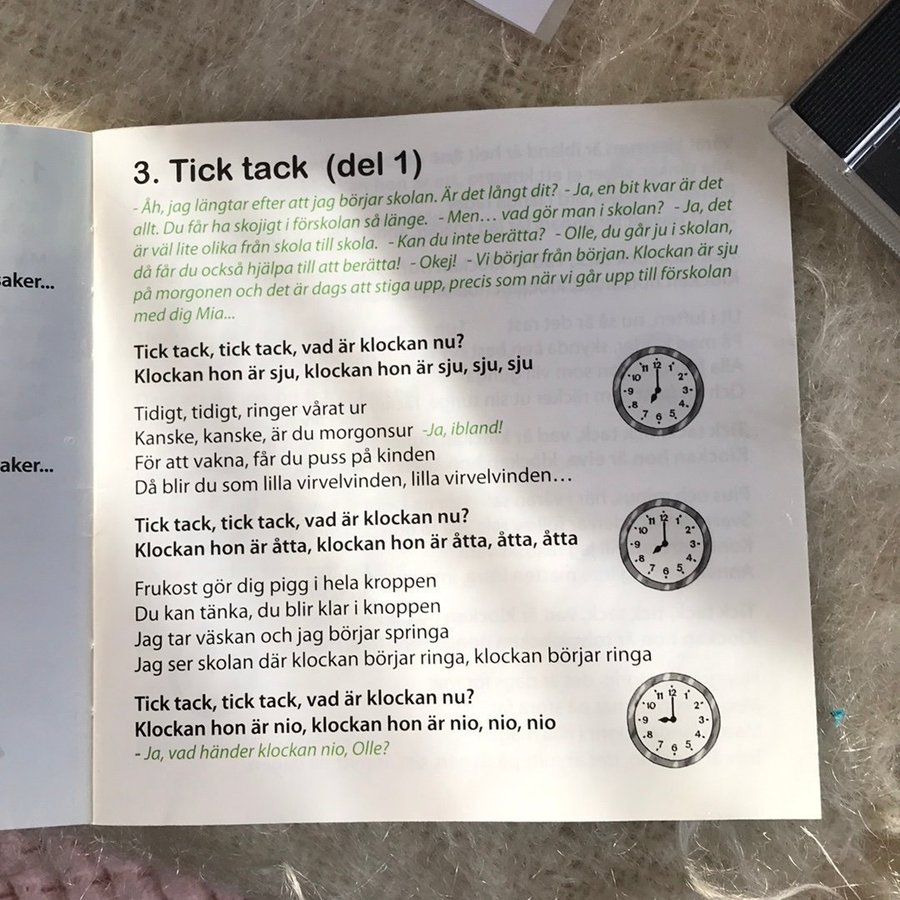 3. Tick tack (del 1)
- Åh, jag längtar efter att jag börjar skolan. Är det långt dit? - Ja, en bit kvar är det
allt. Du får ha skojigt i förskolan så länge. - Men... vad gör man i skolan? - Ja, det
är väl lite olika från skola till skola. - Kan du inte berätta? - Olle, du går ju i skolan,
då får du också hjälpa till att berätta! - Okej! - Vi börjar från början. Klockan är sju
på morgonen och det är dags att stiga upp, precis som när vi går upp till förskolan
med dig Mia...
Tick tack, tick tack, vad är klockan nu?
Klockan hon är sju, klockan hon är sju, sju, sju
Tidigt, tidigt, ringer vårat ur
Kanske, kanske, är du morgonsur -Ja, ibland!
För att vakna, får du puss på kinden
Då blir du som lilla virvelvinden, lilla virvelvinden...
Tick tack, tick tack, vad är klockan nu?
Klockan hon är åtta, klockan hon är åtta, åtta, åtta
Frukost gör dig pigg i hela kroppen
Du kan tänka, du blir klar i knoppen
Jag tar väskan och jag börjar springa
Jag ser skolan där klockan börjar ringa, klockan börjar ringa
Tick tack, tick tack, vad är klockan nu?
Klockan hon är nio, klockan hon är nio, nio, nio
- Ja, vad händer klockan nio, Olle?